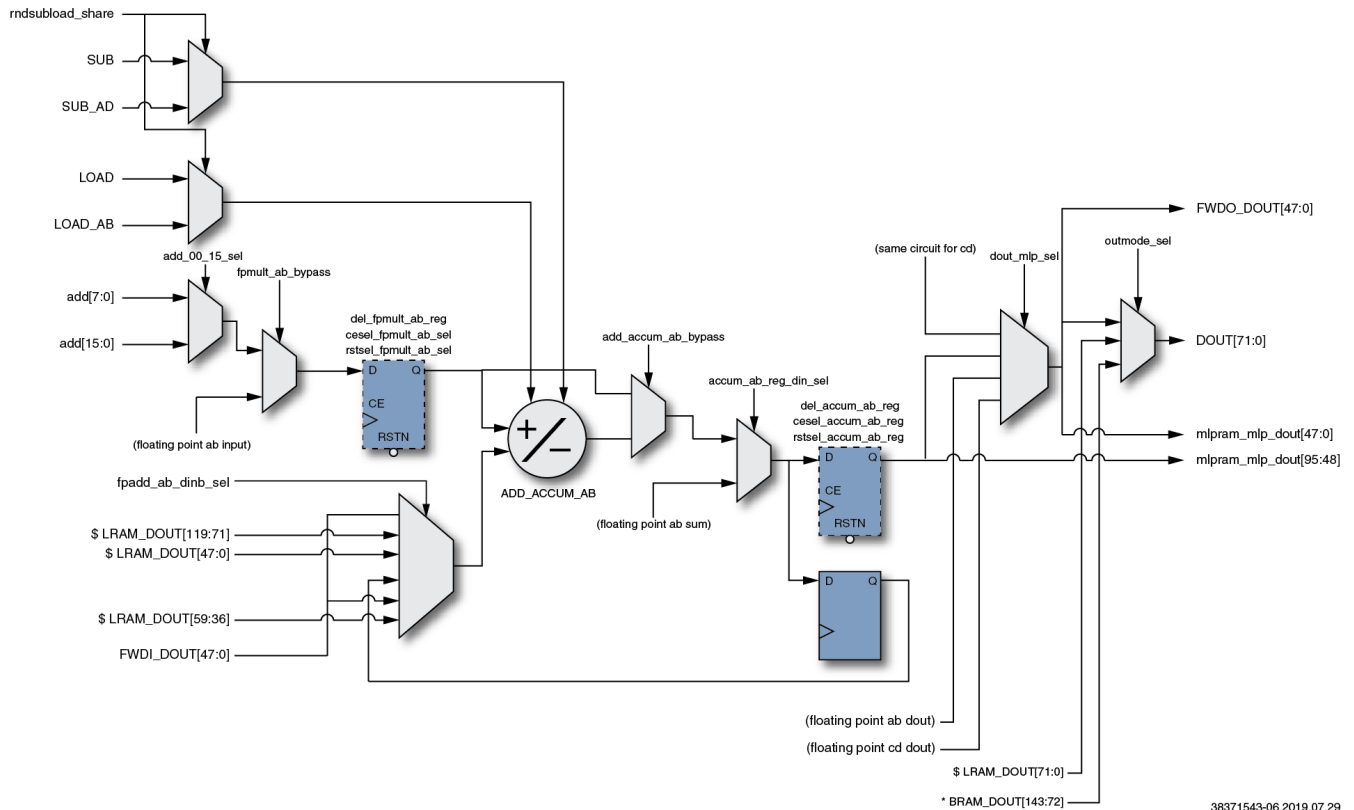 rndsubload_share
SUB
SUB_AD
LOAD
LOAD_AB
add_00_15_sel
fpmult_ab_bypass
add[7:0]
add[15:0]
(floating point ab input)
del_fpmult_ab_reg
cesel_fpmult_ab_sel
rstsel_fpmult_ab_sel
D Q
CE
RSTN
+/−
ADD_ACCUM_AB
add_accum_ab_bypass
accum_ab_reg_din_sel
(floating point ab sum)
del_accum_ab_reg
cesel_accum_ab_reg
rstsel_accum_ab_reg
D Q
CE
RSTN
D Q
fpadd_ab_dinb_sel
$ LRAM_DOUT[119:71]
$ LRAM_DOUT[47:0]
$ LRAM_DOUT[59:36]
FWDI_DOUT[47:0]
(same circuit for cd)
dout_mlp_sel
outmode_sel
FWDO_DOUT[47:0]
DOUT[71:0]
mlpram_mlp_dout[47:0]
mlpram_mlp_dout[95:48]
(floating point ab dout)
(floating point cd dout)
$ LRAM_DOUT[71:0]
* BRAM_DOUT[143:72]
38371543-06.2019.07.29